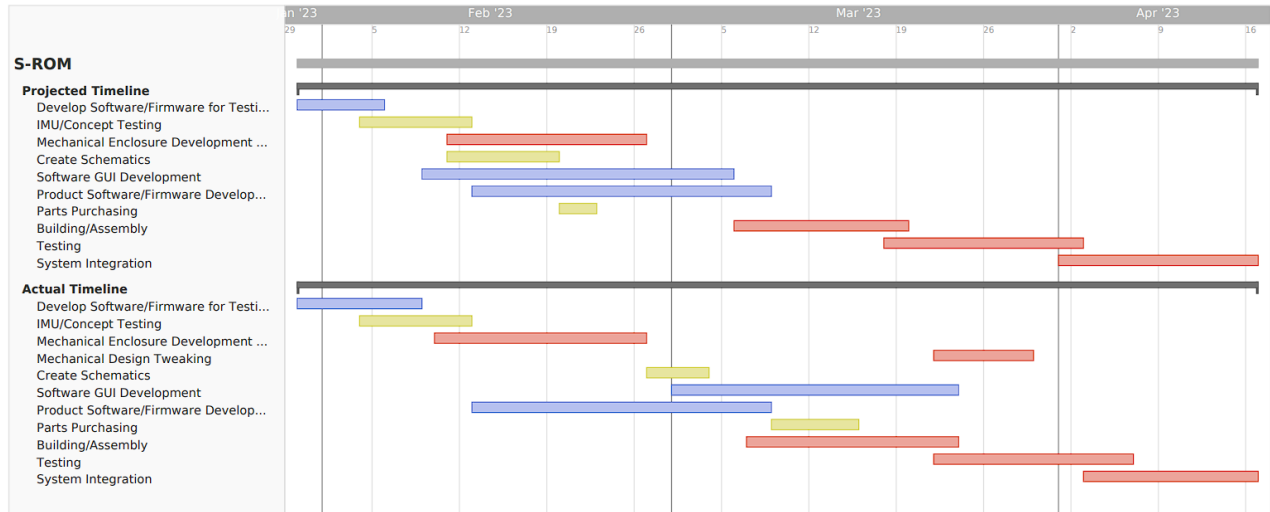 an '23 Feb '23 Mar '23 Apr '23
29 5 12 19 26 5 12 19 26 2 9 16
S-ROM
Projected Timeline
Develop Software/Firmware for Testi...
IMU/Concept Testing
Mechanical Enclosure Development ...
Create Schematics
Software GUI Development
Product Software/Firmware Develop...
Parts Purchasing
Building/Assembly
Testing
System Integration
Actual Timeline
Develop Software/Firmware for Testi...
IMU/Concept Testing
Mechanical Enclosure Development ...
Mechanical Design Tweaking
Create Schematics
Software GUI Development
Product Software/Firmware Develop...
Parts Purchasing
Building/Assembly
Testing
System Integration